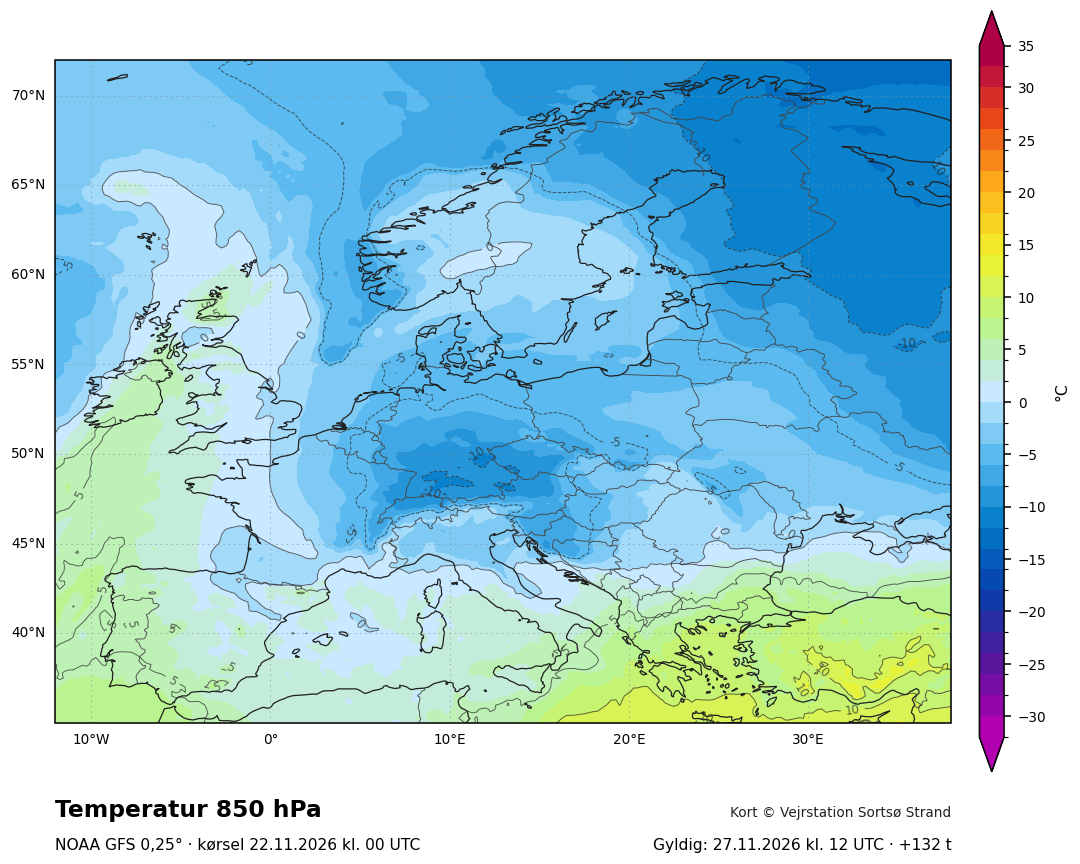 70°N
65°N
60°N
55°N
50°N
45°N
40°N
10°W
0°
10°E
20°E
30°E
35
30
25
20
15
10
5
0
−5
−10
−15
−20
−25
−30
°C
Temperatur 850 hPa
Kort © Vejrstation Sortsø Strand
NOAA GFS 0,25° · kørsel 22.11.2026 kl. 00 UTC
Gyldig: 27.11.2026 kl. 12 UTC · +132 t